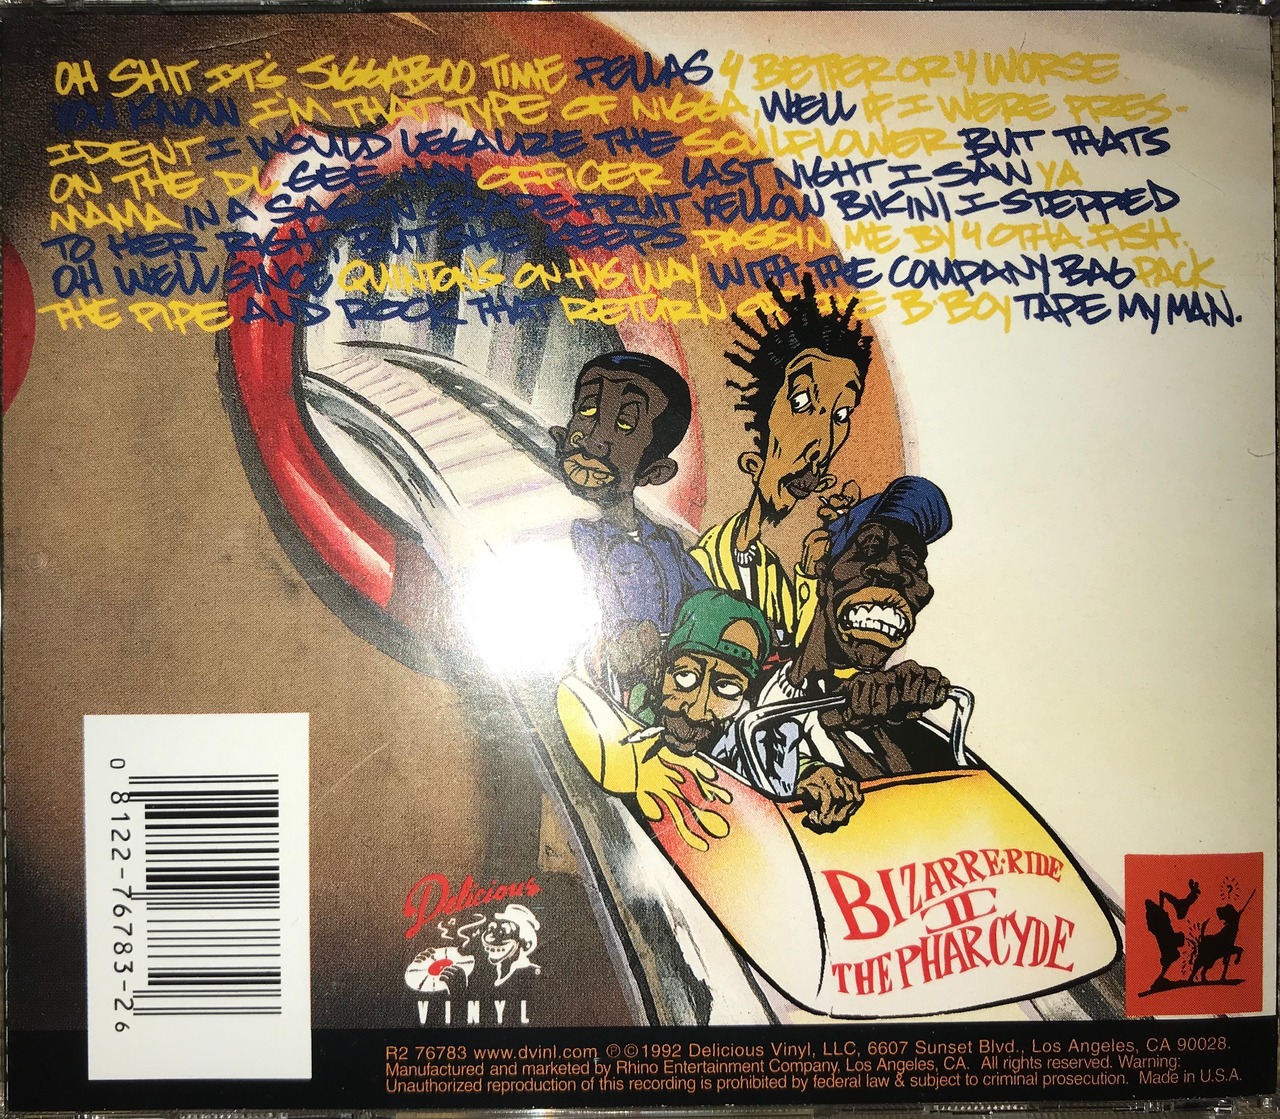 OH SHIT IT'S JIGGABOO TIME FELLAS 4 BETTER OR 4 WORSE
YOU KNOW I'M THAT TYPE OF NIGGA, WELL IF I WERE PRES-
IDENT I WOULD LEGALIZE THE SOULFLOWER BUT THATS
ON THE DL GEE MAN OFFICER LAST NIGHT I SAW YA
MAMA IN A SAGGIN GRAPE FRUIT YELLOW BIKINI I STEPPED
TO HER RIGHT BUT SHE KEEPS PASSIN ME BY 4 OTHA FISH.
OH WELL SINCE QUINTONS ON HIS WAY WITH THE COMPANY BAG PACK
THE PIPE AND ROCK THAT RETURN OF THE B-BOY TAPE MY MAN.
BIZARRE·RIDE
II
THE PHARCYDE
Delicious
VINYL
?
0 8122-76783-2 6
R2 76783 www.dvinl.com ℗©1992 Delicious Vinyl, LLC, 6607 Sunset Blvd., Los Angeles, CA 90028.
Manufactured and marketed by Rhino Entertainment Company, Los Angeles, CA. All rights reserved. Warning:
Unauthorized reproduction of this recording is prohibited by federal law & subject to criminal prosecution. Made in U.S.A.